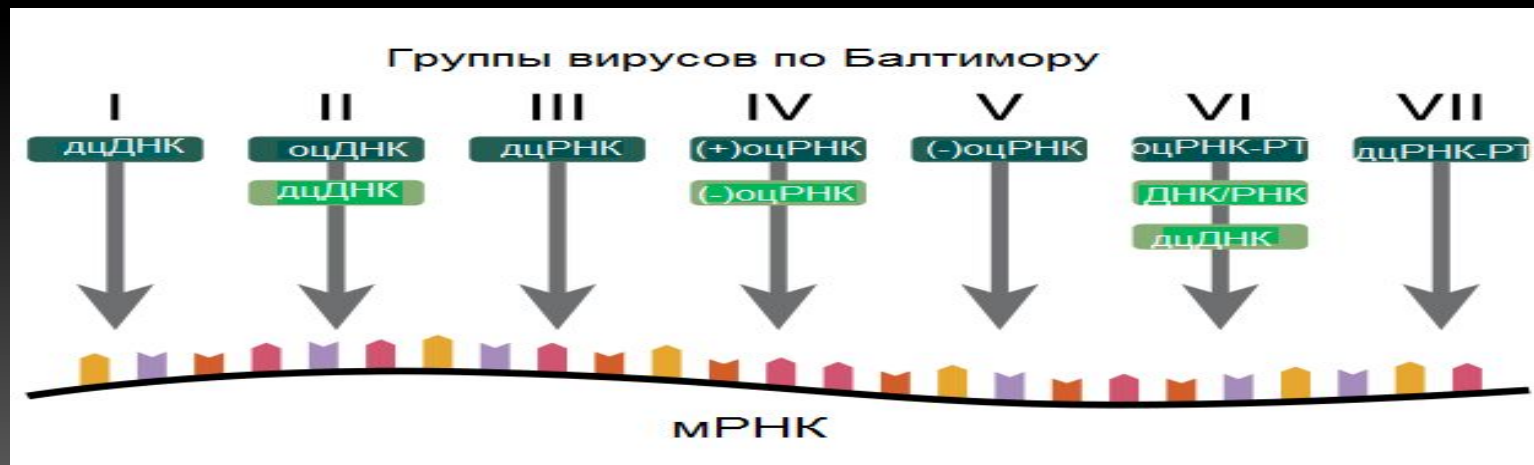 Группы вирусов по Балтимору
I II III IV V VI VII
дцДНК оцДНК дцРНК (+)оцРНК (-)оцРНК оцРНК-РТ дцРНК-РТ
дцДНК (-)оцРНК ДНК/РНК
дцДНК
мРНК